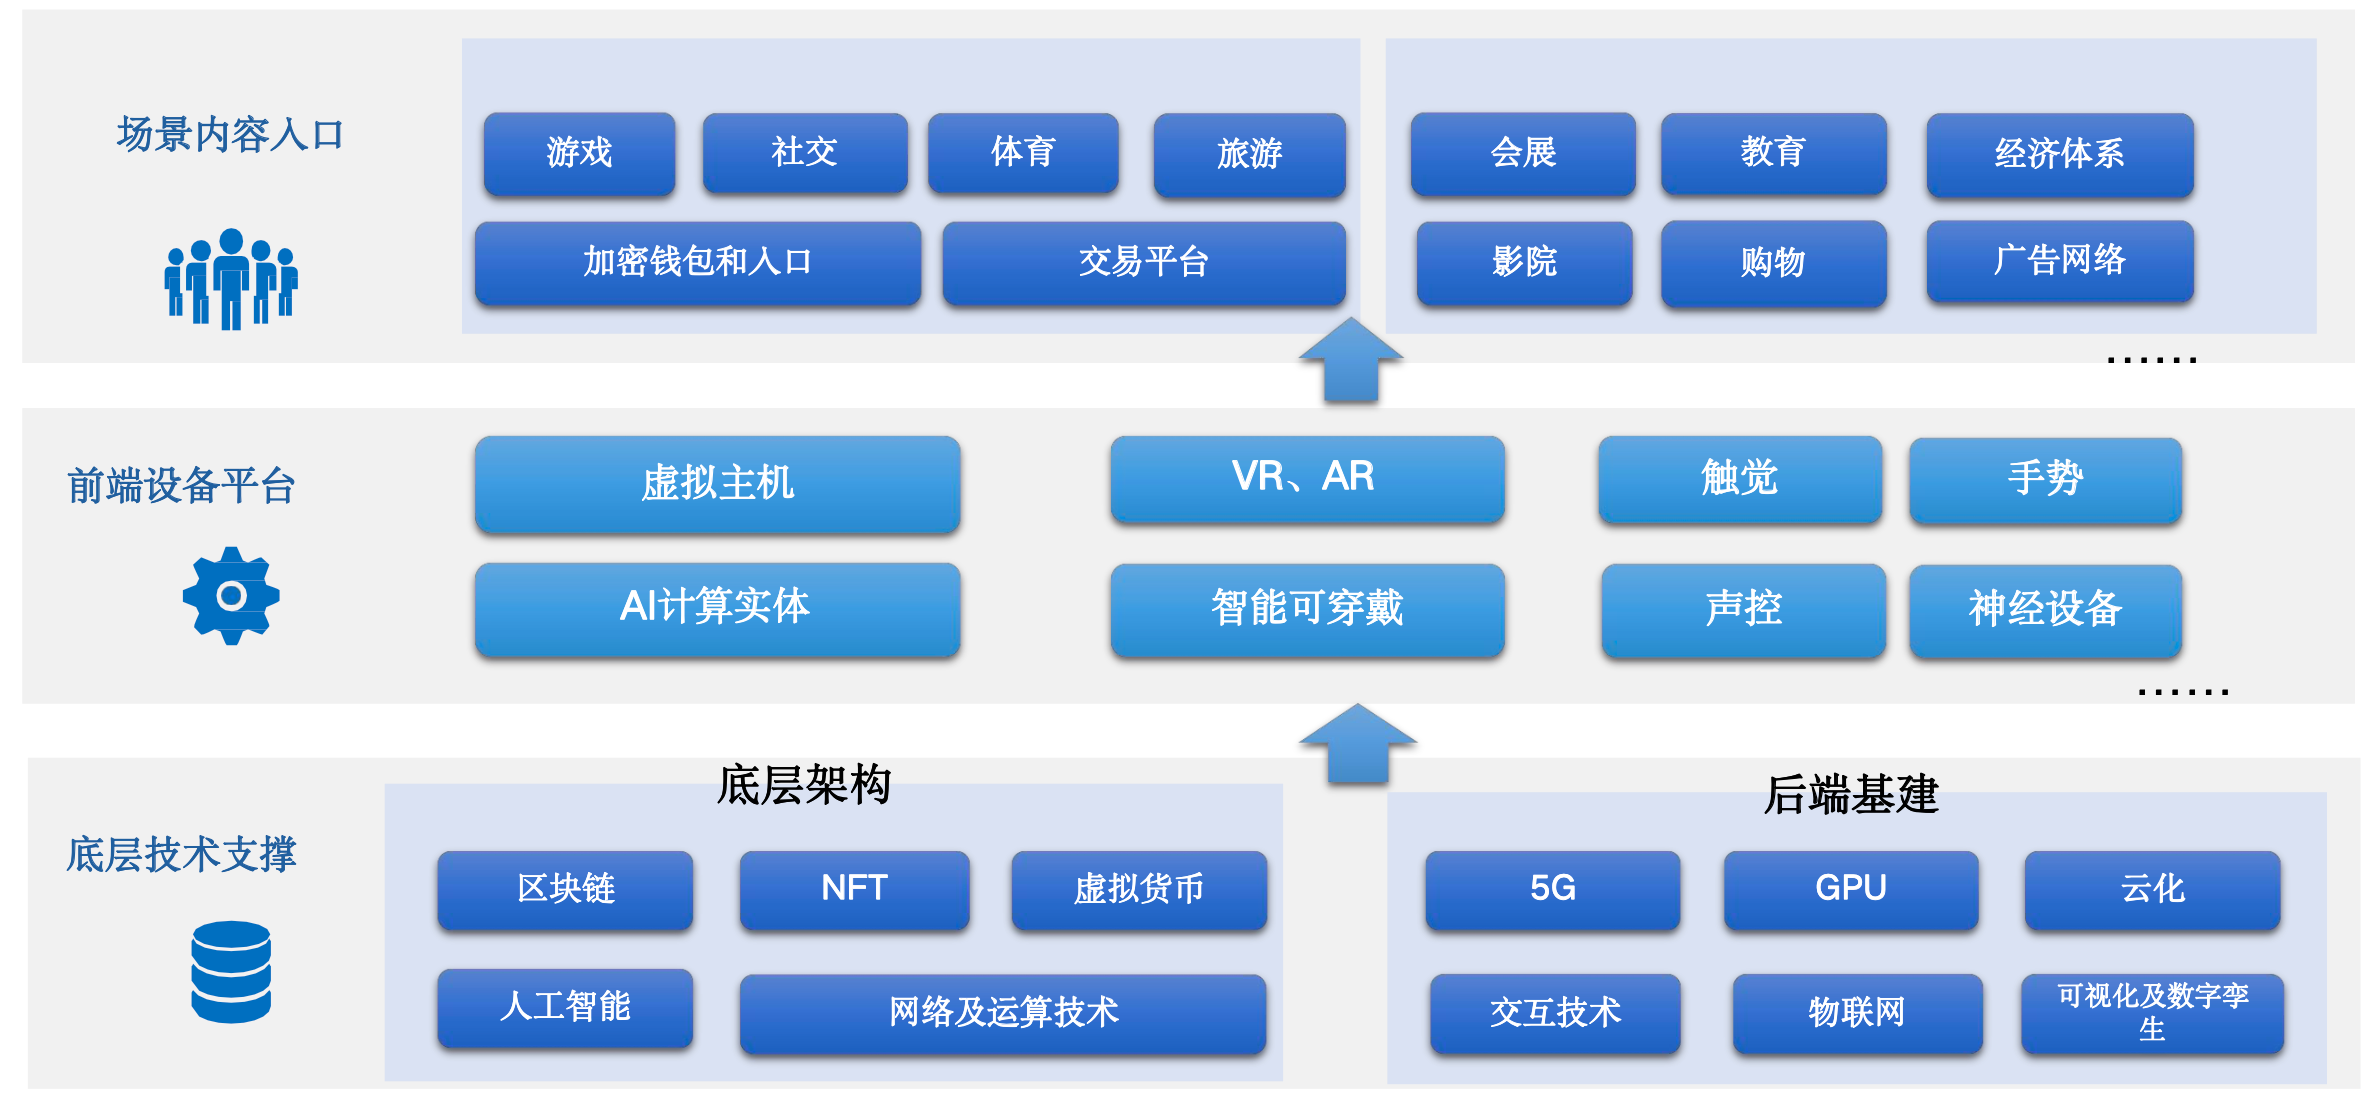 场景内容入口
游戏
社交
体育
旅游
加密钱包和入口
交易平台
会展
教育
经济体系
影院
购物
广告网络
······
前端设备平台
虚拟主机
VR、AR
触觉
手势
AI计算实体
智能可穿戴
声控
神经设备
······
底层技术支撑
底层架构
区块链
NFT
虚拟货币
人工智能
网络及运算技术
后端基建
5G
GPU
云化
交互技术
物联网
可视化及数字孪
生